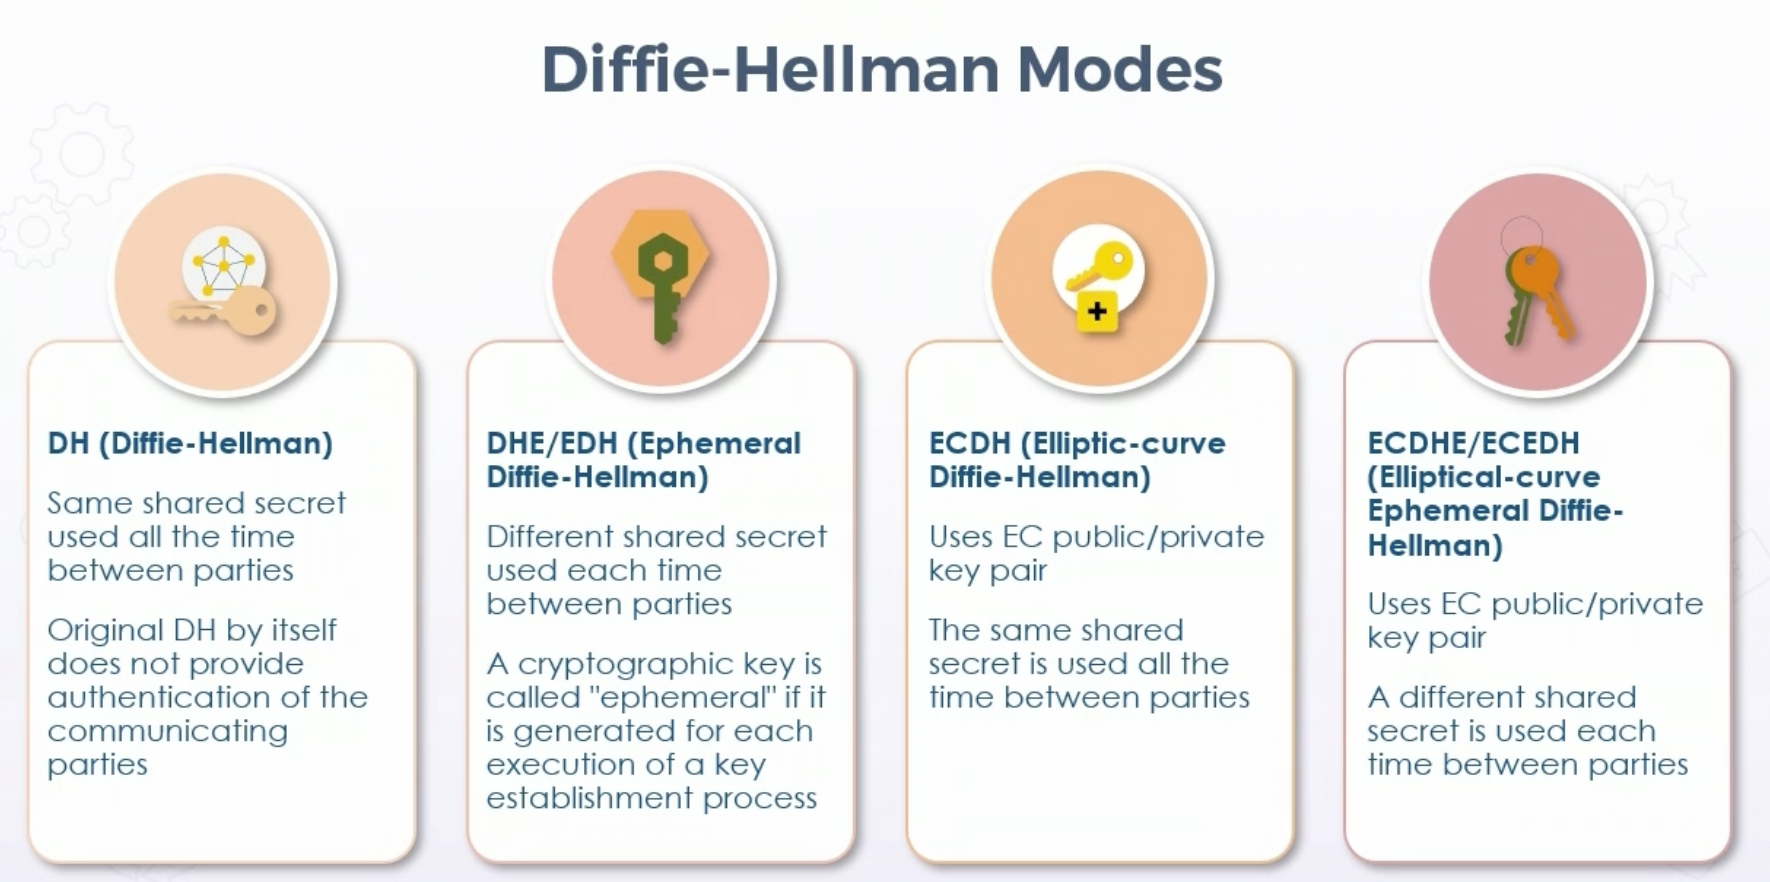 Diffie-Hellman Modes
DH (Diffie-Hellman)
Same shared secret
used all the time
between parties
Original DH by itself
does not provide
authentication of the
communicating
parties
DHE/EDH (Ephemeral
Diffie-Hellman)
Different shared secret
used each time
between parties
A cryptographic key is
called "ephemeral" if it
is generated for each
execution of a key
establishment process
ECDH (Elliptic-curve
Diffie-Hellman)
Uses EC public/private
key pair
The same shared
secret is used all the
time between parties
ECDHE/ECEDH
(Elliptical-curve
Ephemeral Diffie-
Hellman)
Uses EC public/private
key pair
A different shared
secret is used each
time between parties